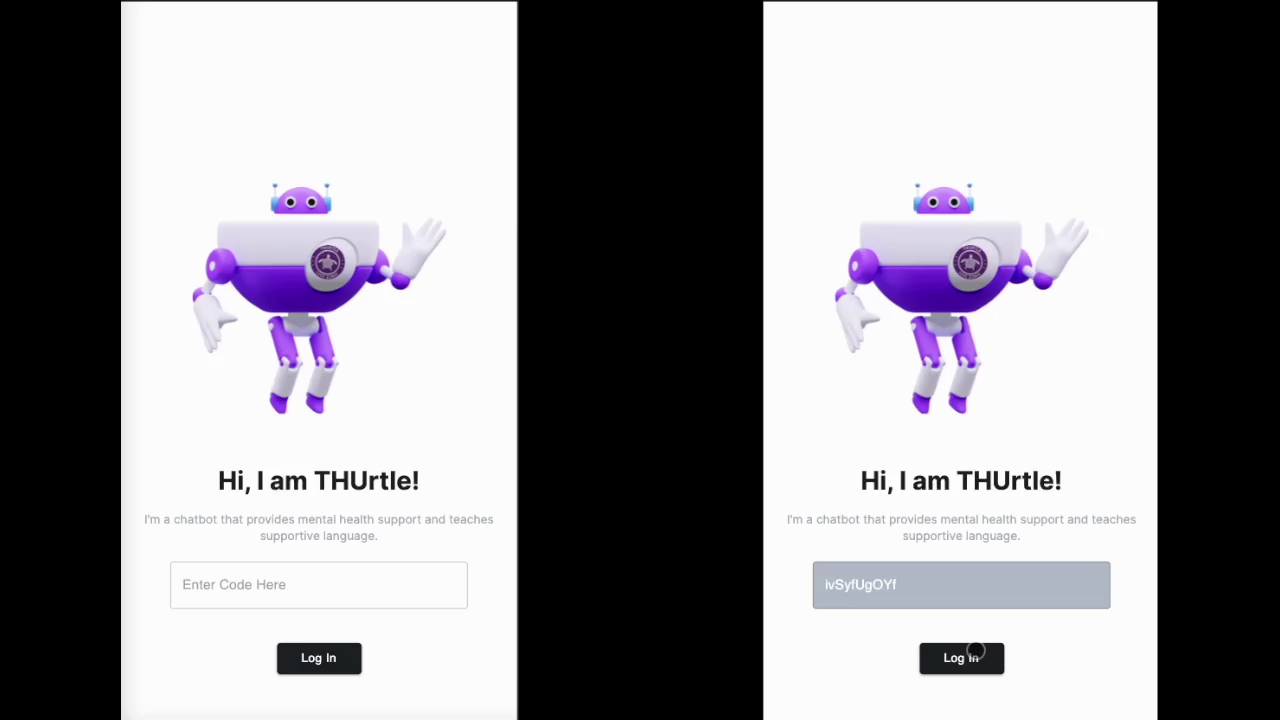 Hi, I am THUrtle!
I'm a chatbot that provides mental health support and teaches
supportive language.
Enter Code Here
Log In
Hi, I am THUrtle!
I'm a chatbot that provides mental health support and teaches
supportive language.
ivSyfUgOYf
Log In